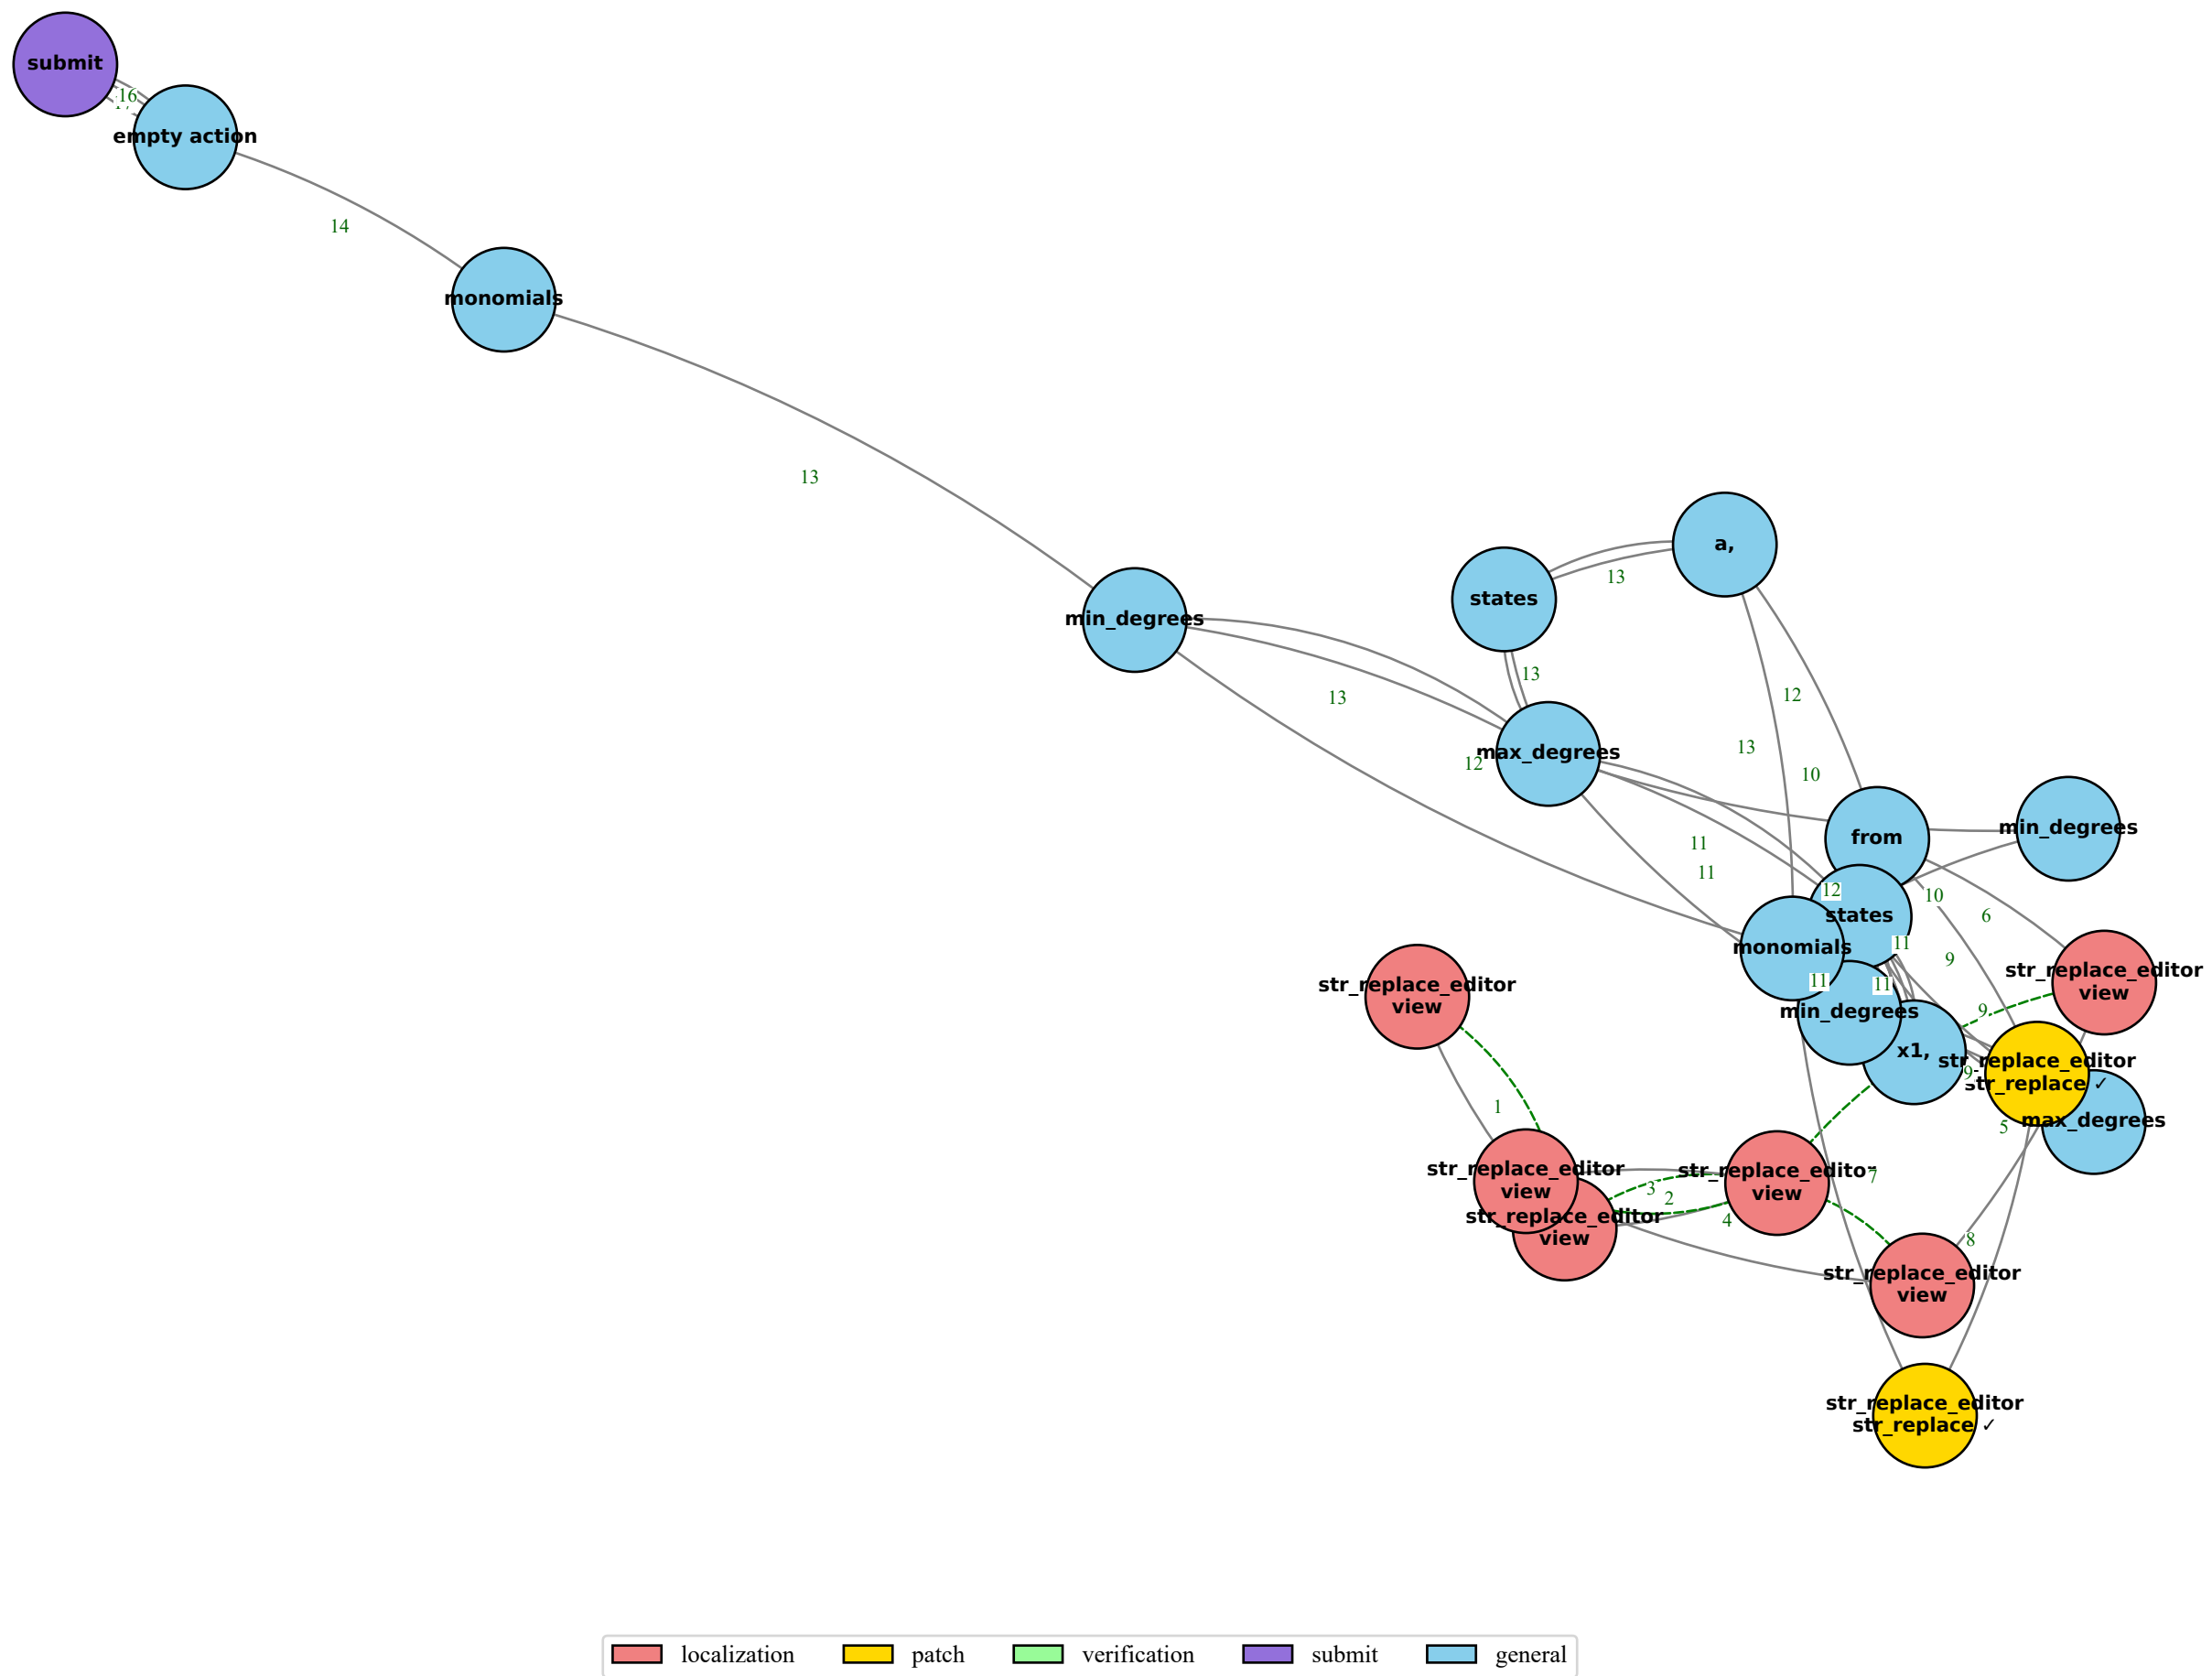 submit
16
empty action
14
monomials
13
a,
states
13
min_degrees
13
13
12
max_degrees
13
12
10
min_degrees
from
11
11
12
10
states
6
monomials
11
9
str_replace_editor
view
str_replace_editor
view
11
11
min_degrees
9
x1,
str_replace_editor
str_replace ✓
9
1
max_degrees
5
str_replace_editor
view
str_replace_editor
view
7
3
2
4
str_replace_editor
view
8
str_replace_editor
view
str_replace_editor
str_replace ✓
localization
patch
verification
submit
general